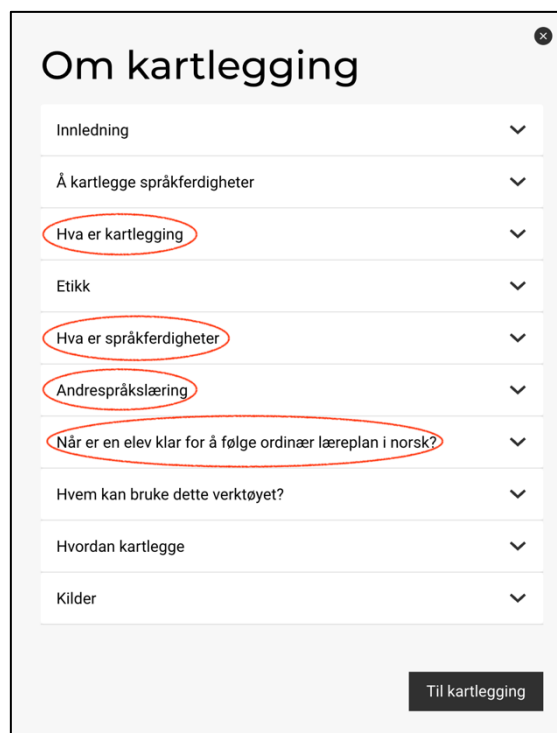 Om kartlegging
Innledning
Å kartlegge språkferdigheter
Hva er kartlegging
Etikk
Hva er språkferdigheter
Andrespråkslæring
Når er en elev klar for å følge ordinær læreplan i norsk?
Hvem kan bruke dette verktøyet?
Hvordan kartlegge
Kilder
Til kartlegging